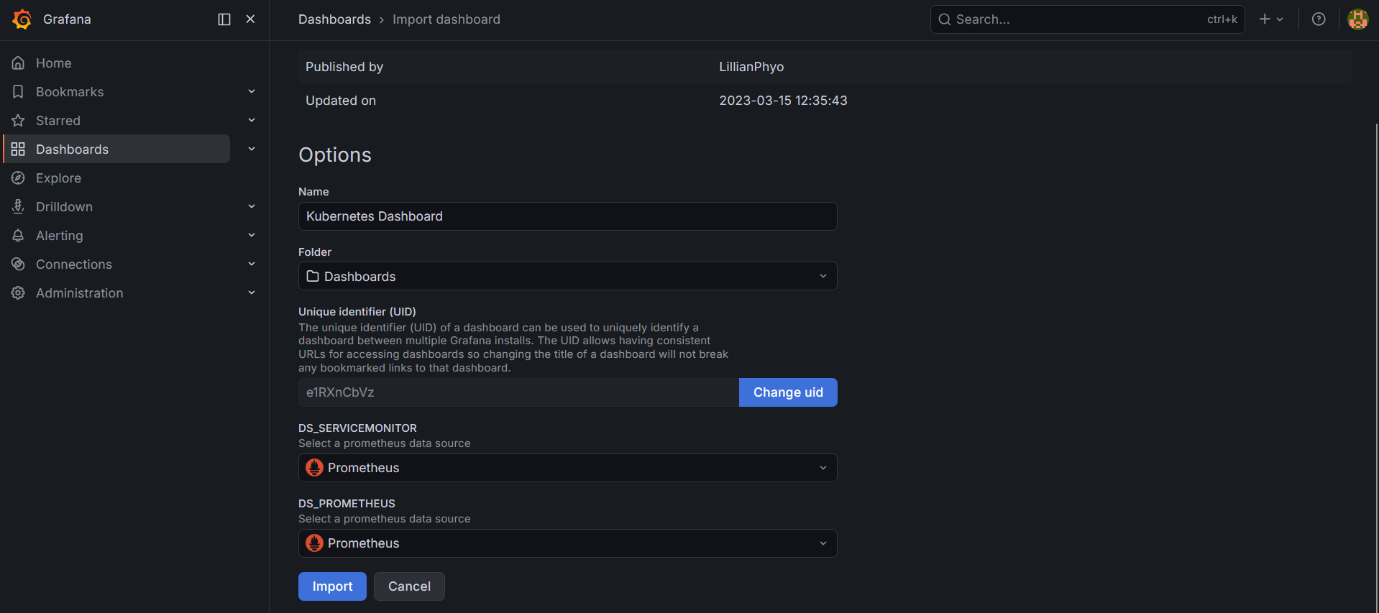 Grafana
Dashboards › Import dashboard
Search...
ctrl+k
Home
Bookmarks
Starred
Dashboards
Explore
Drilldown
Alerting
Connections
Administration
Published by LillianPhyo
Updated on 2023-03-15 12:35:43
Options
Name
Kubernetes Dashboard
Folder
Dashboards
Unique identifier (UID)
The unique identifier (UID) of a dashboard can be used to uniquely identify a
dashboard between multiple Grafana installs. The UID allows having consistent
URLs for accessing dashboards so changing the title of a dashboard will not break
any bookmarked links to that dashboard.
e1RXnCbVz
Change uid
DS_SERVICEMONITOR
Select a prometheus data source
Prometheus
DS_PROMETHEUS
Select a prometheus data source
Prometheus
Import
Cancel